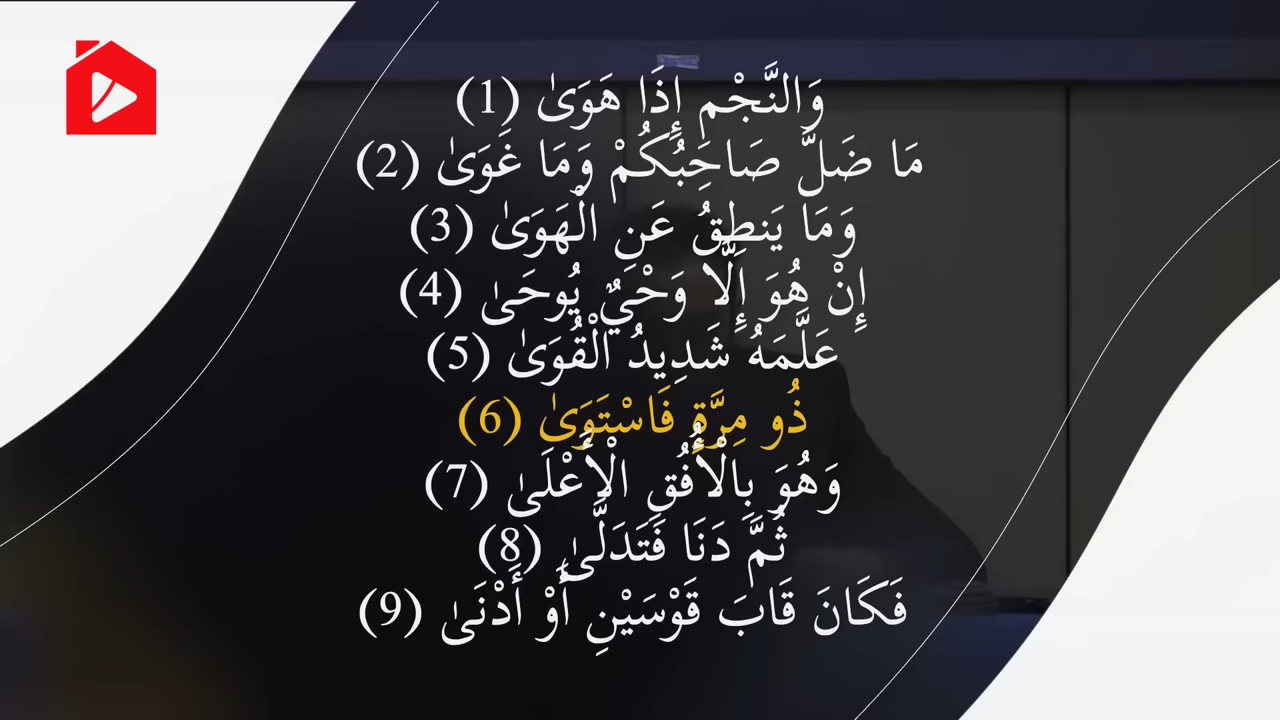 وَالنَّجْمِ إِذَا هَوَىٰ (1)
مَا ضَلَّ صَاحِبُكُمْ وَمَا غَوَىٰ (2)
وَمَا يَنطِقُ عَنِ الْهَوَىٰ (3)
إِنْ هُوَ إِلَّا وَحْيٌ يُوحَىٰ (4)
عَلَّمَهُ شَدِيدُ الْقُوَىٰ (5)
ذُو مِرَّةٍ فَاسْتَوَىٰ (6)
وَهُوَ بِالْأُفُقِ الْأَعْلَىٰ (7)
ثُمَّ دَنَا فَتَدَلَّىٰ (8)
فَكَانَ قَابَ قَوْسَيْنِ أَوْ أَدْنَىٰ (9)